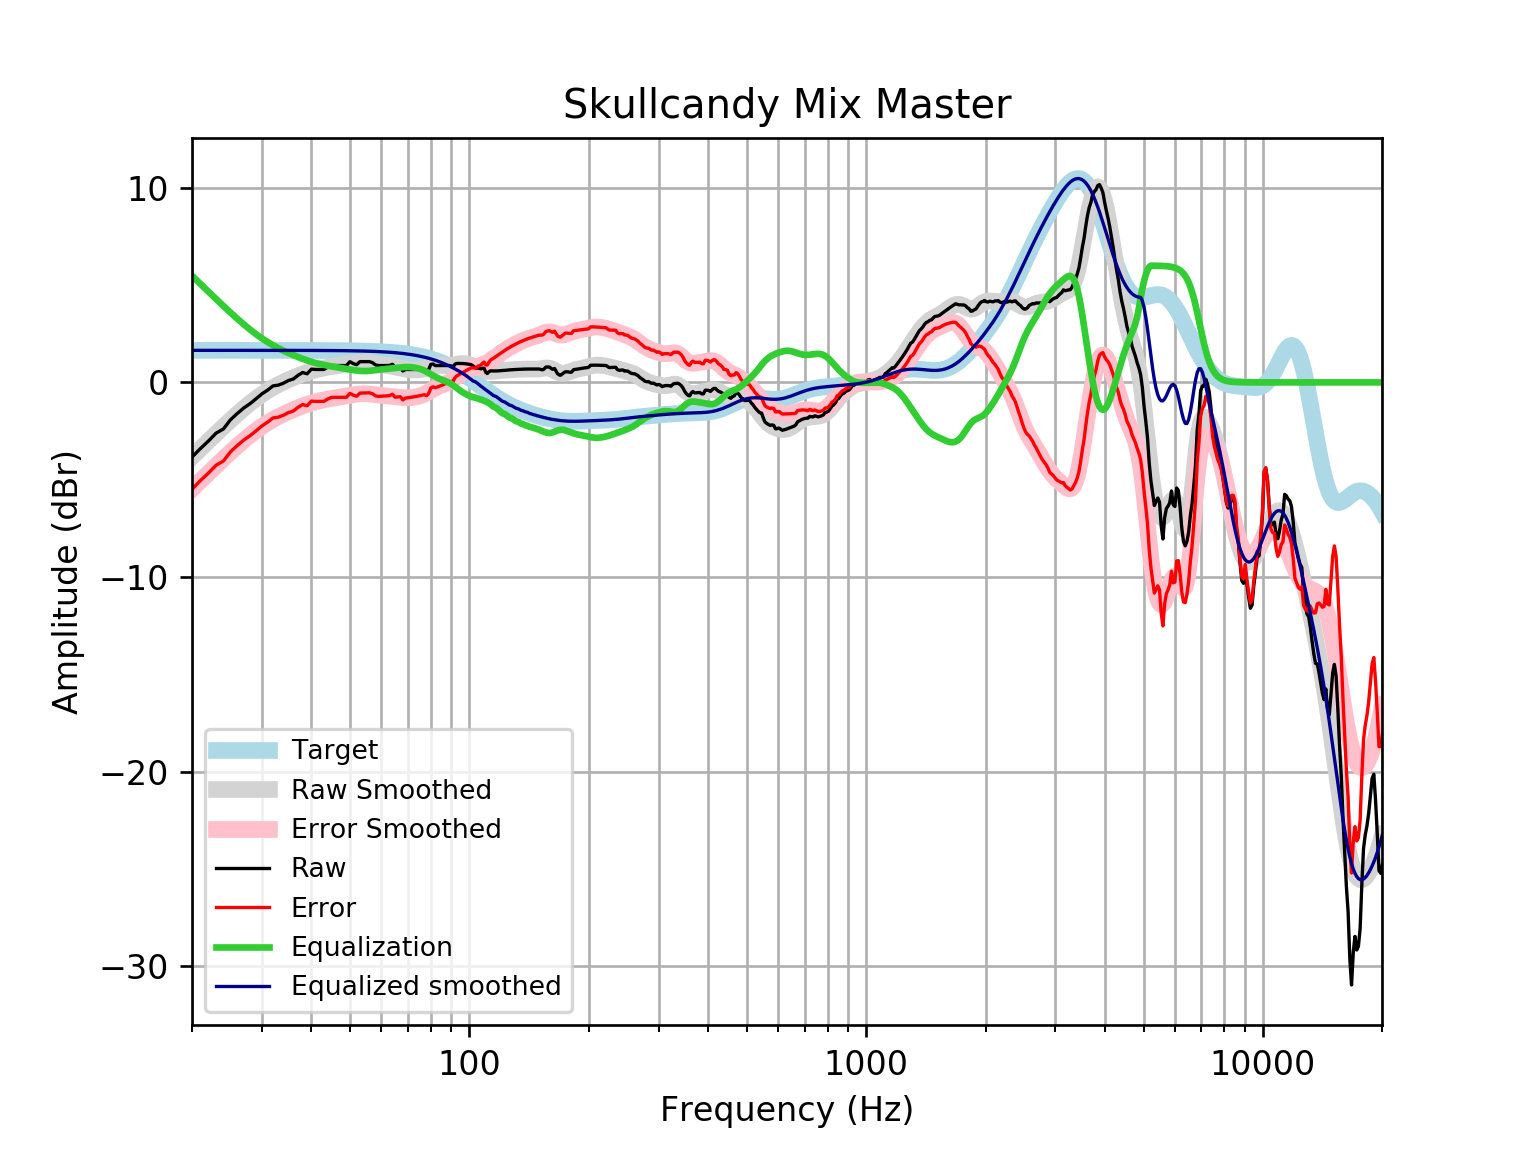 Skullcandy Mix Master
Amplitude (dBr)
10
0
−10
−20
−30
Target
Raw Smoothed
Error Smoothed
Raw
Error
Equalization
Equalized smoothed
100
1000
10000
Frequency (Hz)